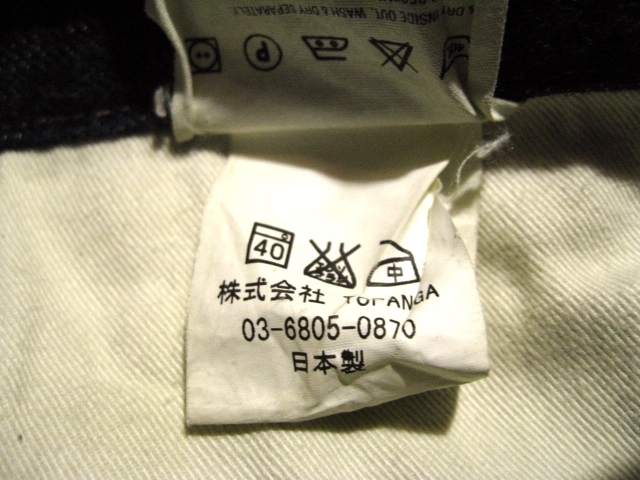 & DRY INSIDE OUT. WASH & DRY SEPARATELY
P
40
中
株式会社 TOPANGA
03-6805-0870
日本製